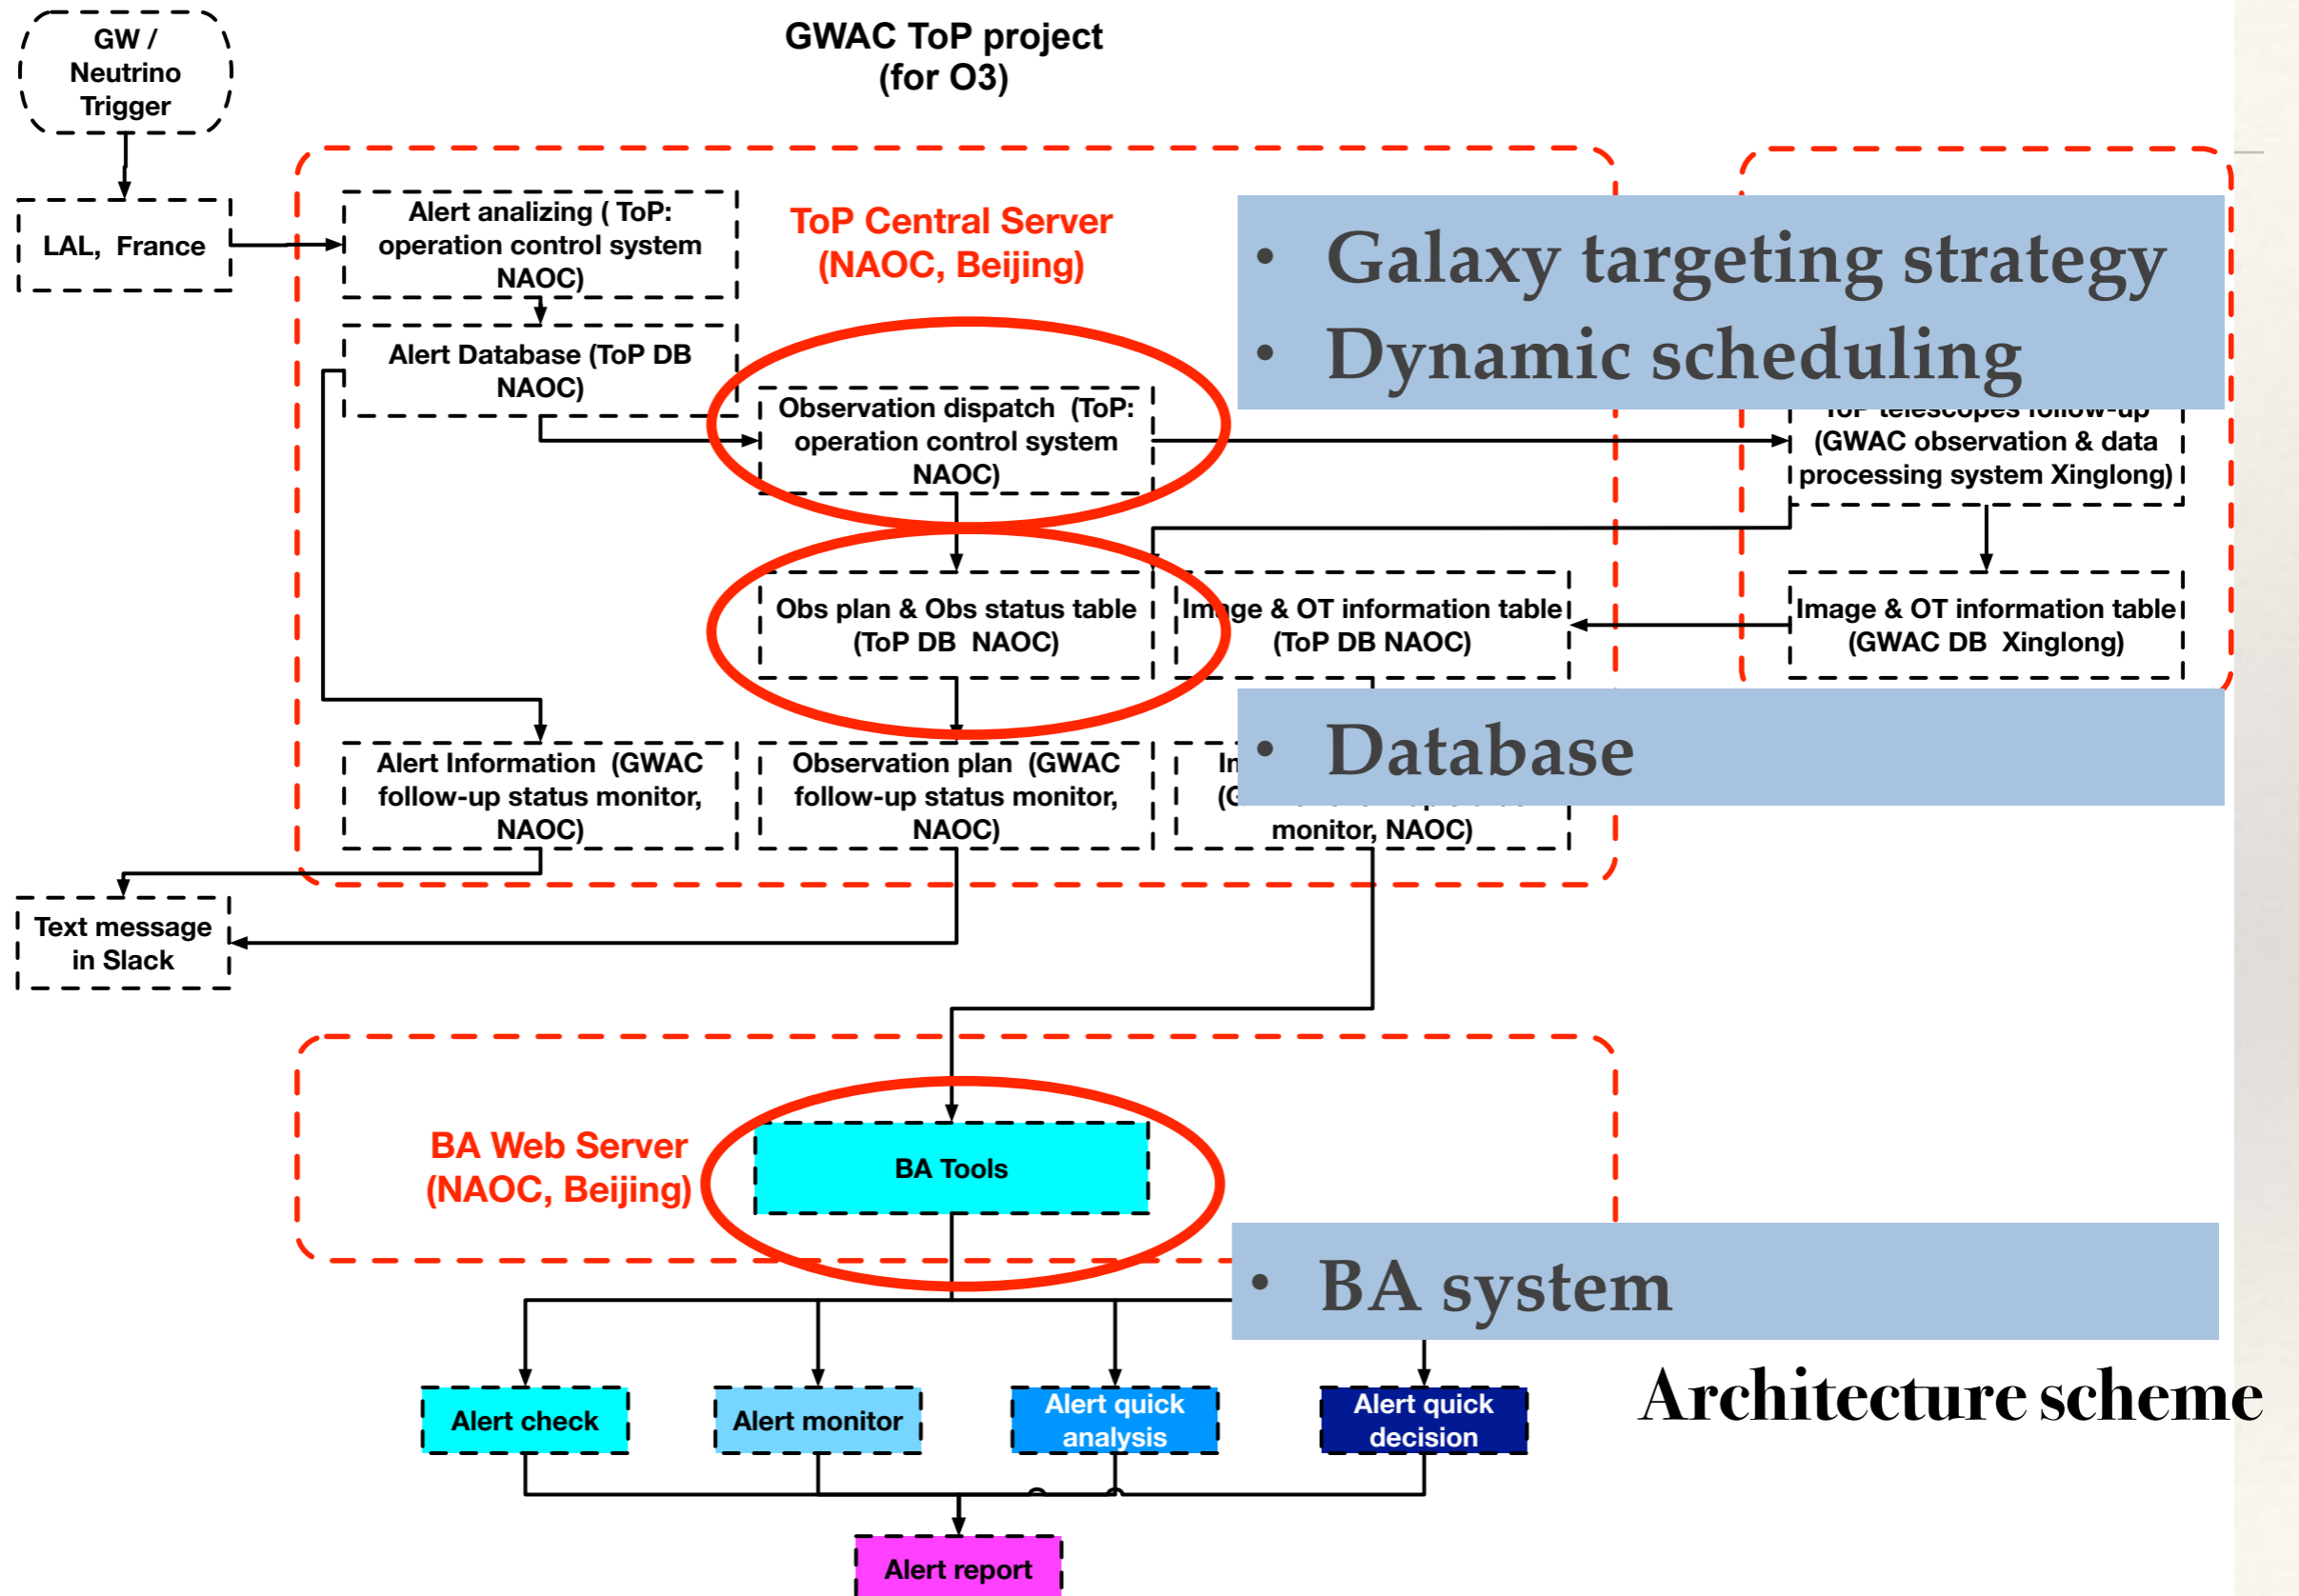 GW /
Neutrino
Trigger
GWAC ToP project
(for O3)
LAL, France
Alert analizing ( ToP:
operation control system
NAOC)
ToP Central Server
(NAOC, Beijing)
• Galaxy targeting strategy
• Dynamic scheduling
Alert Database (ToP DB
NAOC)
Observation dispatch (ToP:
operation control system
NAOC)
ToP telescopes follow-up
(GWAC observation & data
processing system Xinglong)
Obs plan & Obs status table
(ToP DB NAOC)
Image & OT information table
(ToP DB NAOC)
Image & OT information table
(GWAC DB Xinglong)
• Database
Alert Information (GWAC
follow-up status monitor,
NAOC)
Observation plan (GWAC
follow-up status monitor,
NAOC)
monitor, NAOC)
Text message
in Slack
BA Web Server
(NAOC, Beijing)
BA Tools
• BA system
Alert check
Alert monitor
Alert quick
analysis
Alert quick
decision
Architecture scheme
Alert report